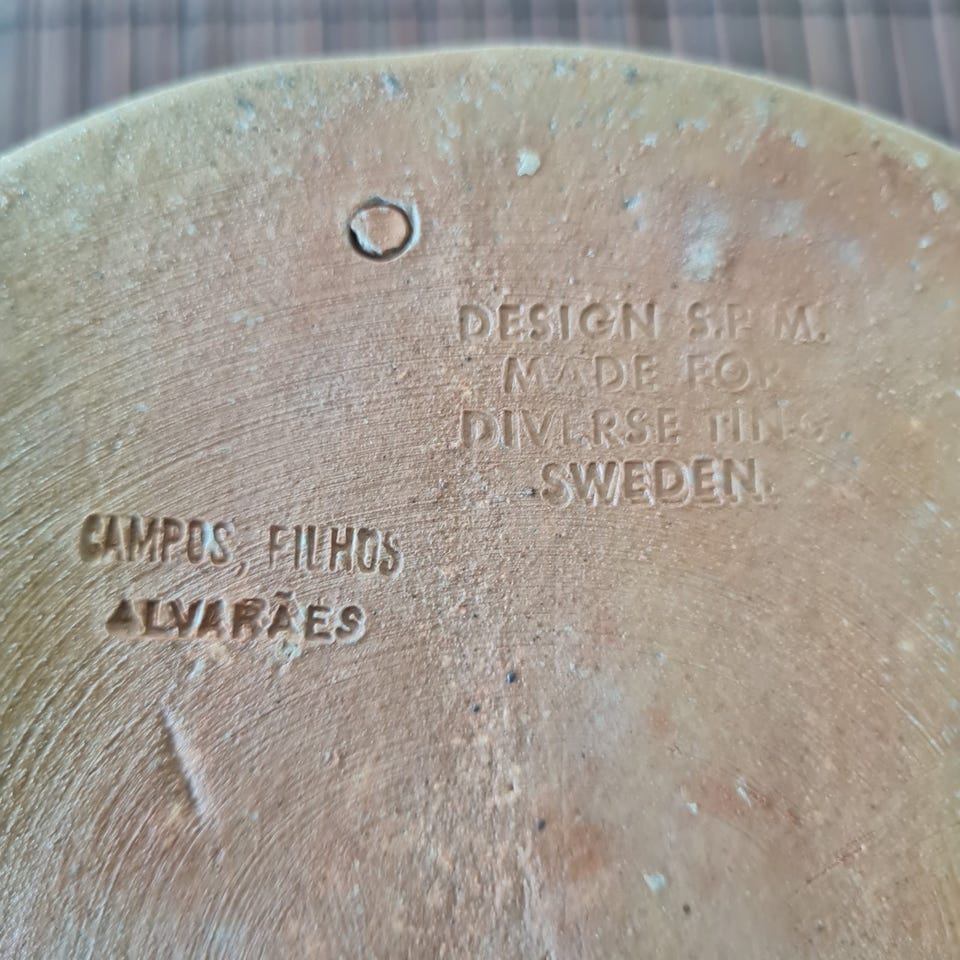 DESIGN S.P.M.
MADE FOR
DIVERSE TING
SWEDEN.
CAMPOS, FILHOS
ALVARÃES